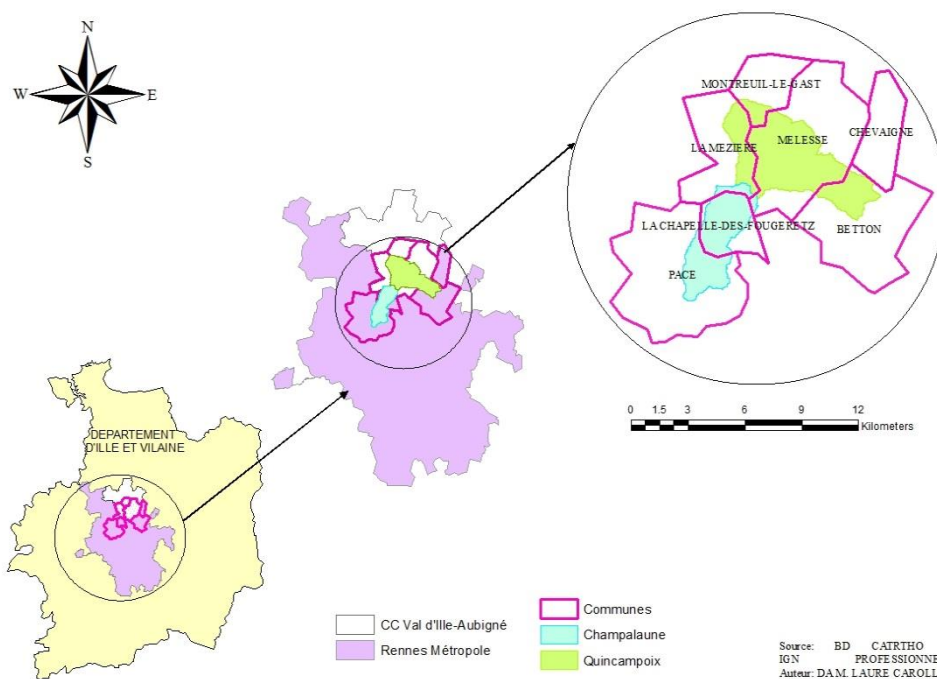 N
W E
S
MONTREUIL-LE-GAST
CHEVAIGNE
LA MEZIERE
MELESSE
LA CHAPELLE-DES-FOUGERETZ
BETTON
PACE
0 1.5 3 6 9 12
Kilometers
DEPARTEMENT
D'ILLE ET VILAINE
CC Val d'Ille-Aubigné
Rennes Métropole
Communes
Champalaune
Quincampoix
Source: BD CATRTHO
IGN PROFESSIONNE
Auteur: DAM. LAURE CAROLL